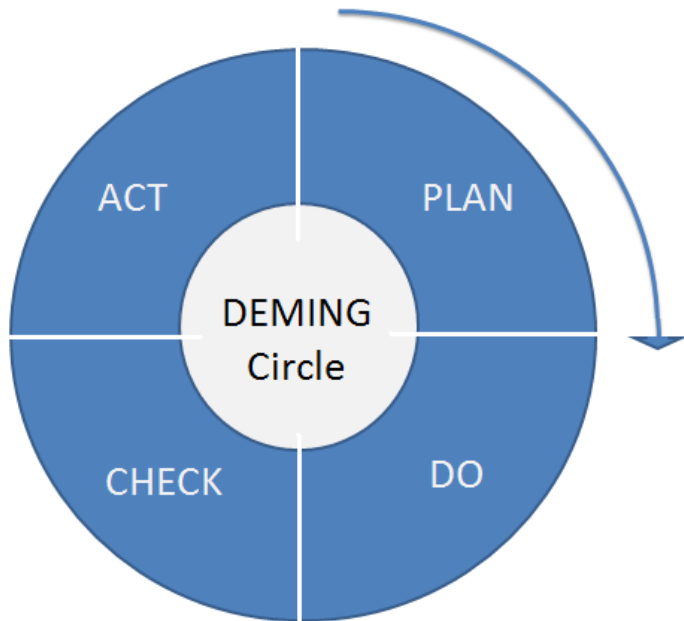 ACT
PLAN
DEMING
Circle
CHECK
DO